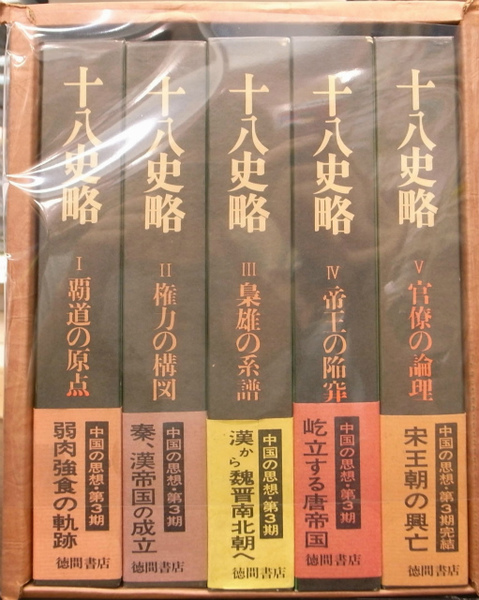 十八史略
I
覇道の原点
中国の思想・第3期
弱肉強食の軌跡
徳間書店
十八史略
II
権力の構図
中国の思想・第3期
秦、漢帝国の成立
徳間書店
十八史略
III
梟雄の系譜
中国の思想・第3期
漢から魏晋南北朝へ
徳間書店
十八史略
IV
帝王の陥穽
中国の思想・第3期
屹立する唐帝国
徳間書店
十八史略
V
官僚の論理
中国の思想・第3期完結
宋王朝の興亡
徳間書店